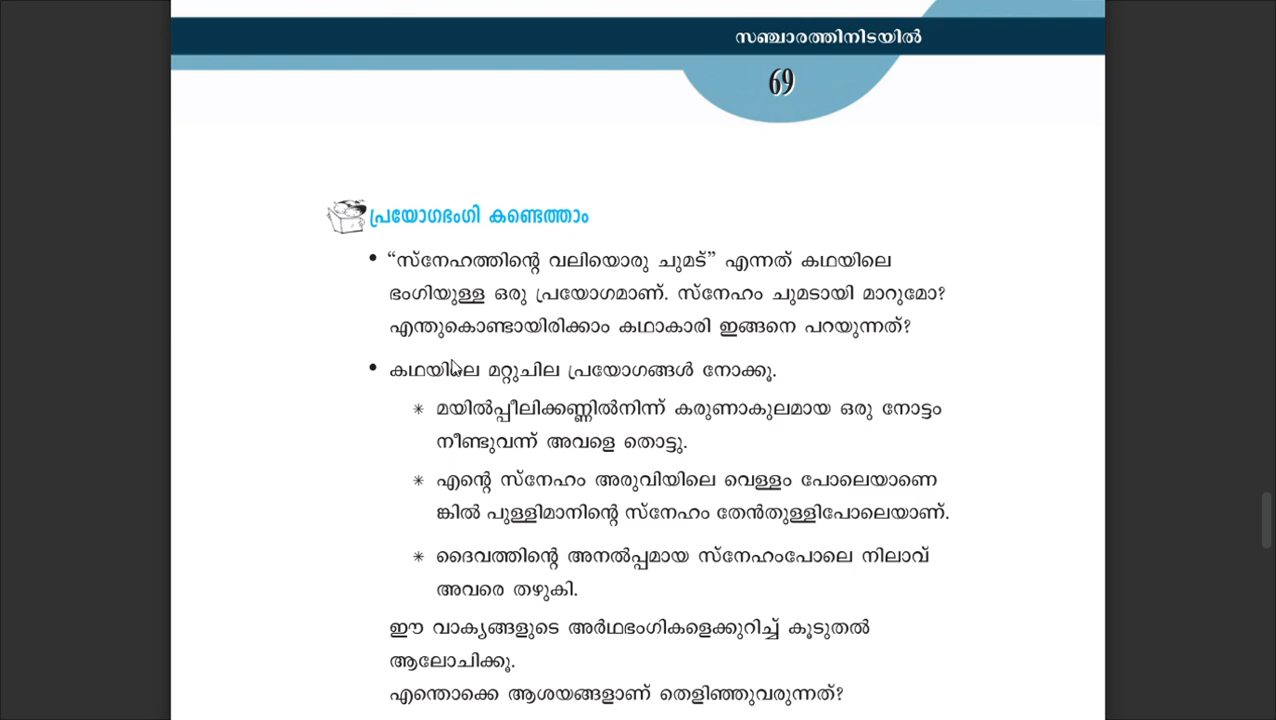 സഞ്ചാരത്തിനിടയിൽ
69
പ്രയോഗഭംഗി കണ്ടെത്താം
• “സ്നേഹത്തിന്റെ വലിയൊരു ചുമട്” എന്നത് കഥയിലെ
ഭംഗിയുള്ള ഒരു പ്രയോഗമാണ്. സ്നേഹം ചുമടായി മാറുമോ?
എന്തുകൊണ്ടായിരിക്കാം കഥാകാരി ഇങ്ങനെ പറയുന്നത്?
• കഥയിലെ മറ്റുചില പ്രയോഗങ്ങൾ നോക്കൂ.
* മയിൽപ്പീലിക്കണ്ണിൽനിന്ന് കരുണാകുലമായ ഒരു നോട്ടം
നീണ്ടുവന്ന് അവളെ തൊട്ടു.
* എന്റെ സ്നേഹം അരുവിയിലെ വെള്ളം പോലെയാണെ
ങ്കിൽ പുള്ളിമാനിന്റെ സ്നേഹം തേൻതുള്ളിപോലെയാണ്.
* ദൈവത്തിന്റെ അനൽപ്പമായ സ്നേഹംപോലെ നിലാവ്
അവരെ തഴുകി.
ഈ വാക്യങ്ങളുടെ അർഥഭംഗികളെക്കുറിച്ച് കൂടുതൽ
ആലോചിക്കൂ.
എന്തൊക്കെ ആശയങ്ങളാണ് തെളിഞ്ഞുവരുന്നത്?